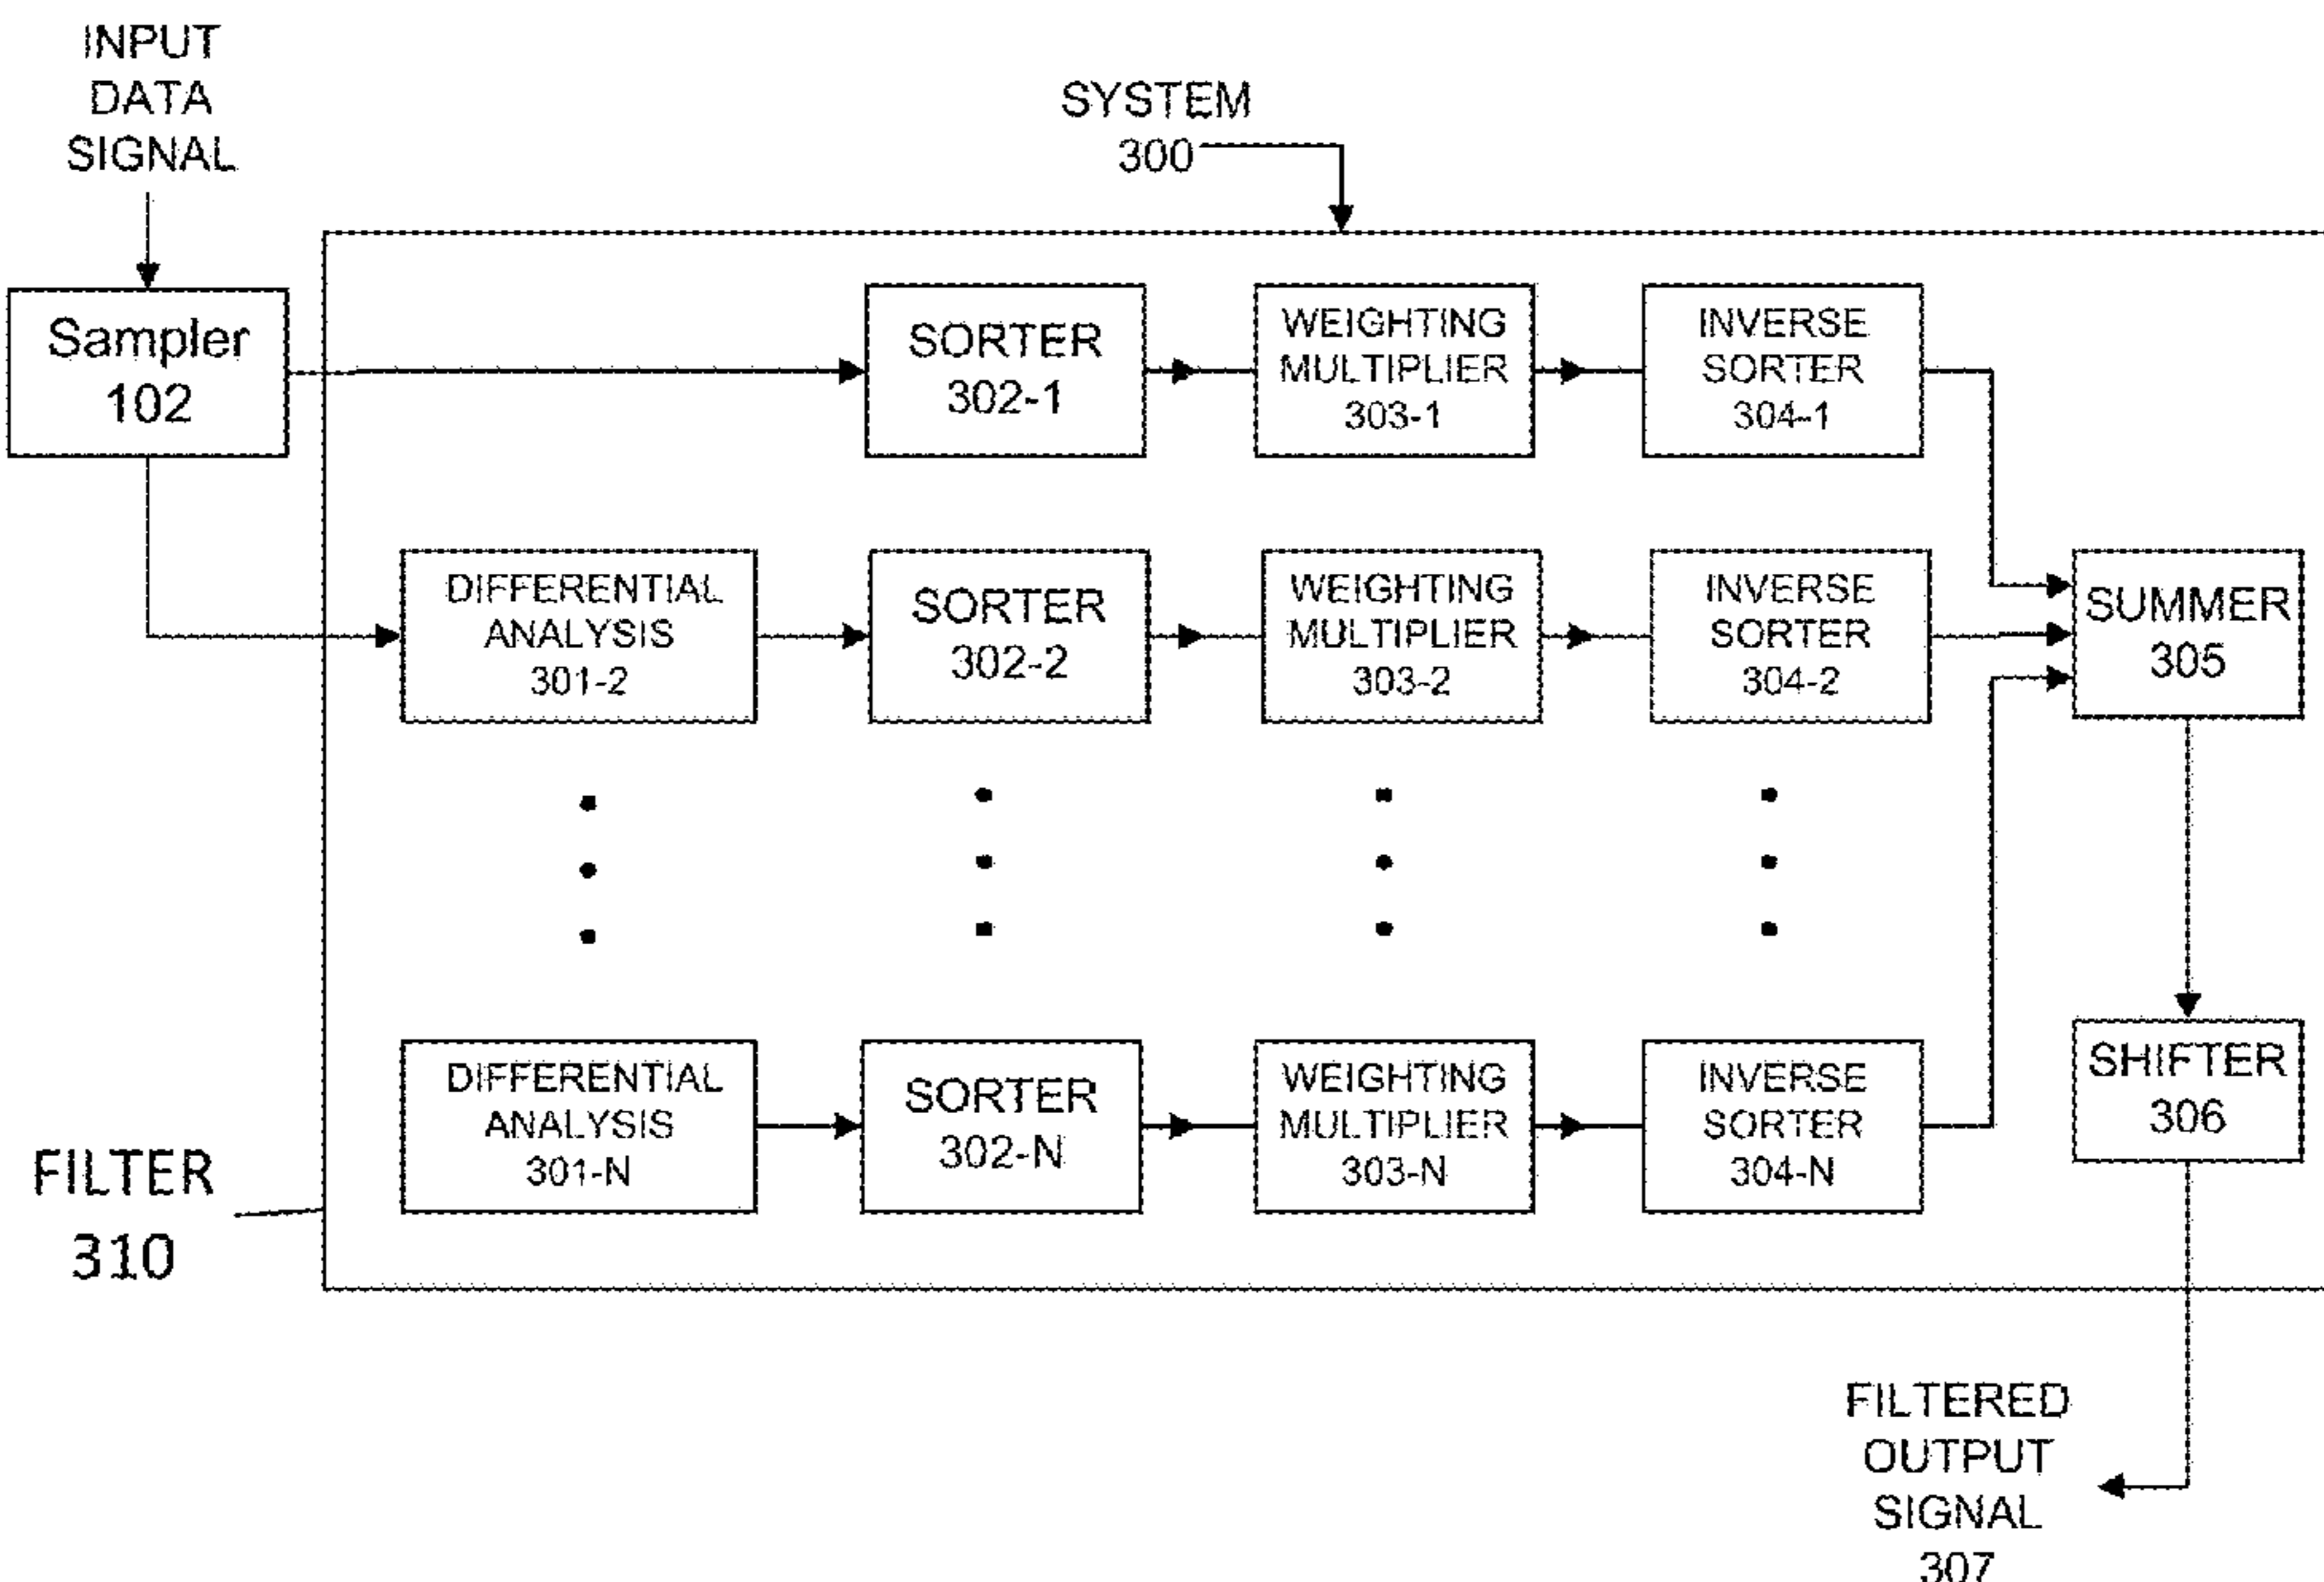 INPUT
DATA
SIGNAL
SYSTEM
300
Sampler
102
SORTER
302-1
WEIGHTING
MULTIPLIER
303-1
INVERSE
SORTER
304-1
DIFFERENTIAL
ANALYSIS
301-2
SORTER
302-2
WEIGHTING
MULTIPLIER
303-2
INVERSE
SORTER
304-2
SUMMER
305
DIFFERENTIAL
ANALYSIS
301-N
SORTER
302-N
WEIGHTING
MULTIPLIER
303-N
INVERSE
SORTER
304-N
SHIFTER
306
FILTER
310
FILTERED
OUTPUT
SIGNAL
307